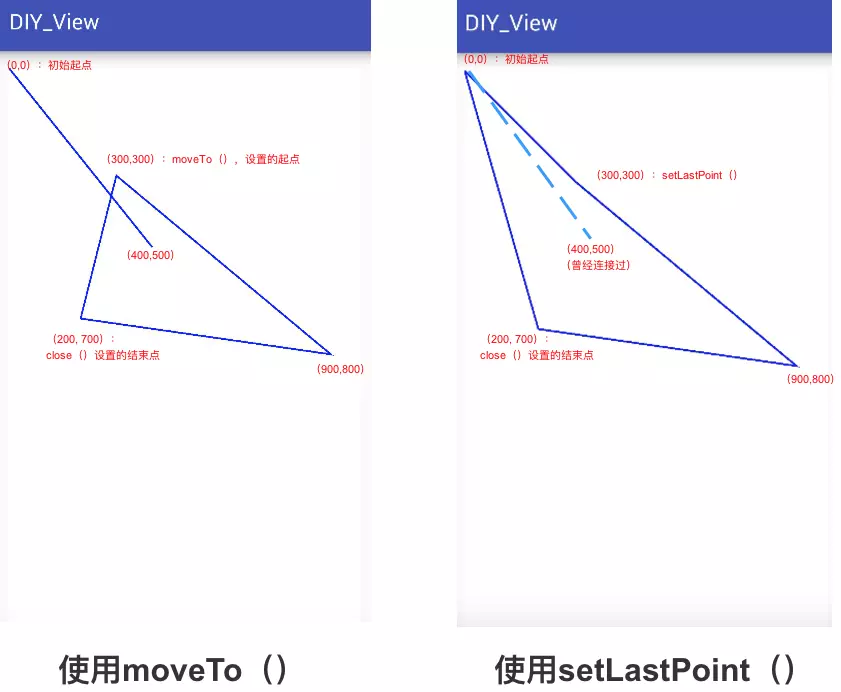 DIY_View
(0,0) ：初始起点
(300,300) ：moveTo（），设置的起点
(400,500)
(200, 700) ：
close（）设置的结束点
(900,800)
使用moveTo（）
DIY_View
(0,0) ：初始起点
(300,300) ：setLastPoint（）
(400,500)
(曾经连接过)
(200, 700) ：
close（）设置的结束点
(900,800)
使用setLastPoint（）